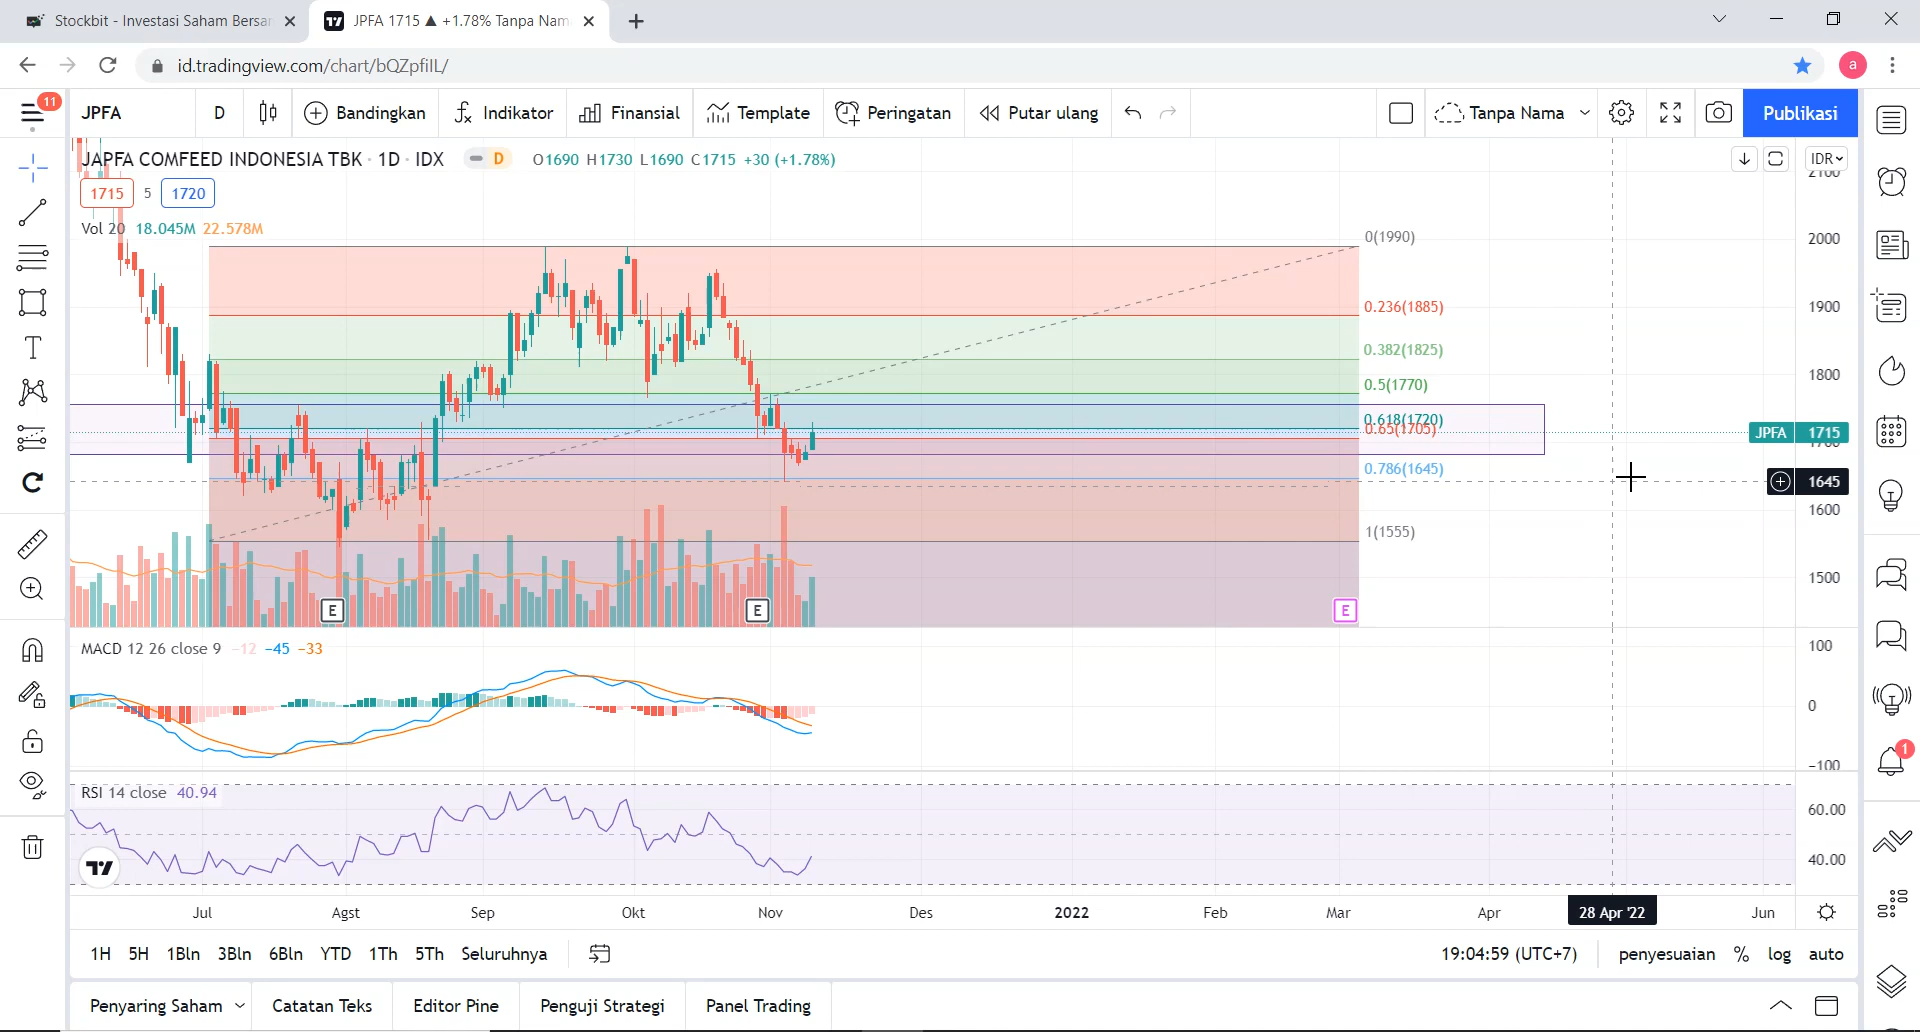 Stockbit - Investasi Saham Bersa
JPFA 1715 ▲ +1.78% Tanpa Nam
id.tradingview.com/chart/bQZpfiIL/
a
11
JPFA
D
Bandingkan
Indikator
Finansial
Template
Peringatan
Putar ulang
Tanpa Nama
Publikasi
JAPFA COMFEED INDONESIA TBK · 1D · IDX
D
O1690 H1730 L1690 C1715 +30 (+1.78%)
IDR
1715
5
1720
2100
Vol 20 18.045M 22.578M
0(1990)
2000
0.236(1885)
1900
0.382(1825)
0.5(1770)
1800
0.618(1720)
0.65(1705)
JPFA 1715
1700
0.786(1645)
1645
1600
1(1555)
1500
E
E
E
MACD 12 26 close 9 −12 −45 −33
100
0
−100
1
RSI 14 close 40.94
60.00
40.00
Jul
Agst
Sep
Okt
Nov
Des
2022
Feb
Mar
Apr
28 Apr '22
Jun
1H
5H
1Bln
3Bln
6Bln
YTD
1Th
5Th
Seluruhnya
19:04:59 (UTC+7)
penyesuaian
%
log
auto
Penyaring Saham
Catatan Teks
Editor Pine
Penguji Strategi
Panel Trading